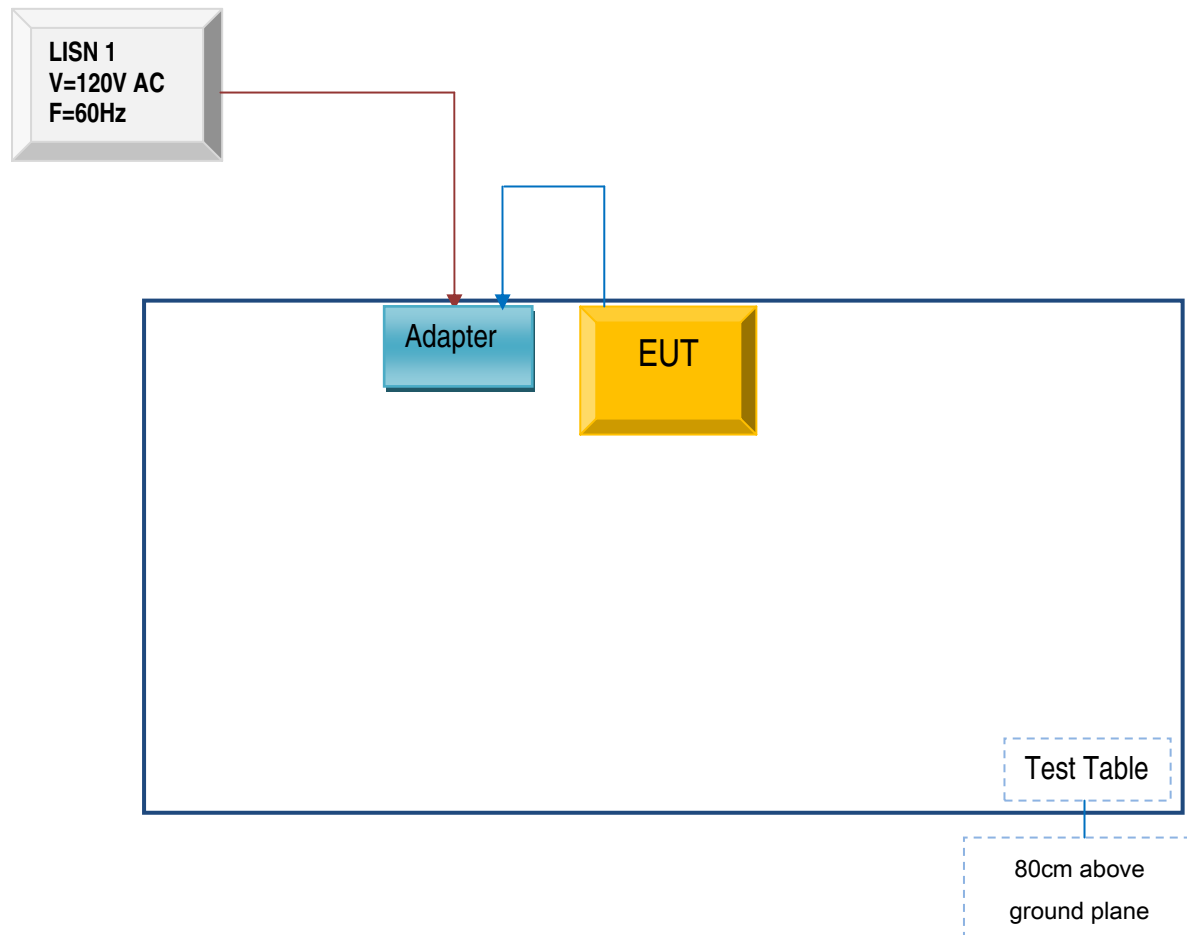 LISN 1
V=120V AC
F=60Hz
Adapter
EUT
Test Table
80cm above
ground plane